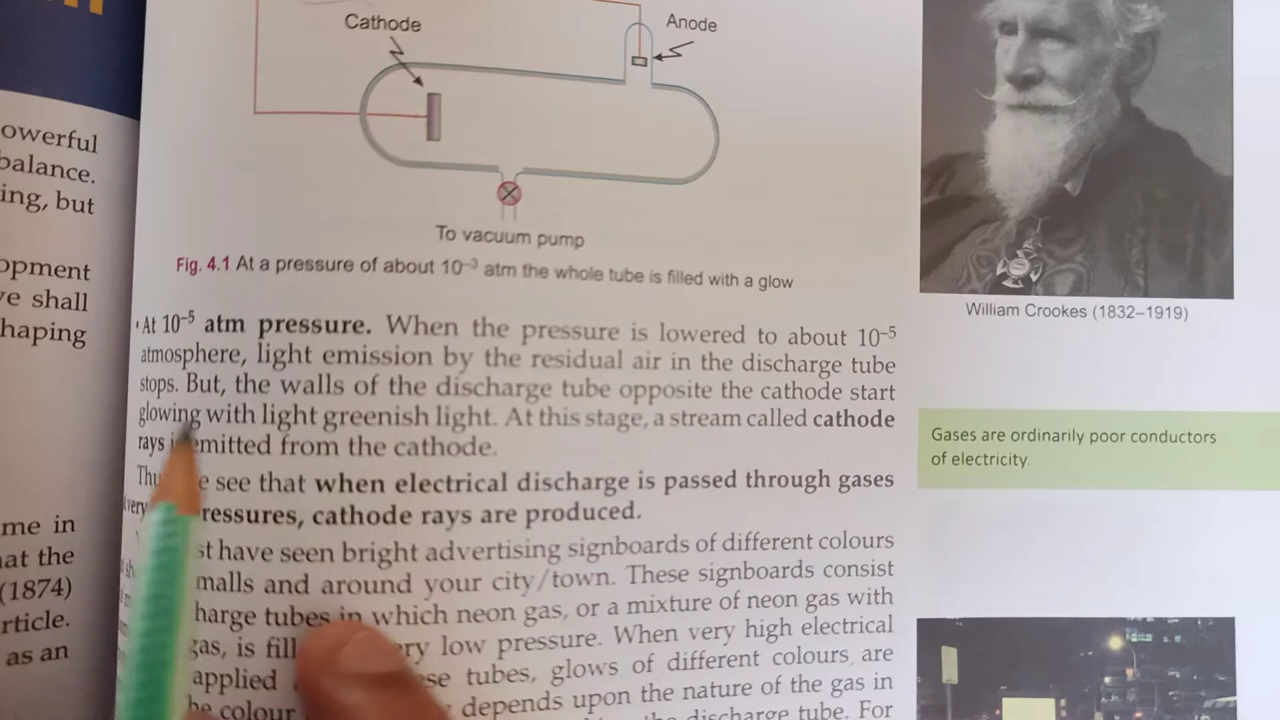 owerful
balance.
ing, but
opment
ve shall
haping
me in
at the
(1874)
rticle.
as an
Cathode
Anode
To vacuum pump
Fig. 4.1 At a pressure of about 10⁻³ atm the whole tube is filled with a glow
At 10⁻⁵ atm pressure. When the pressure is lowered to about 10⁻⁵
atmosphere, light emission by the residual air in the discharge tube
stops. But, the walls of the discharge tube opposite the cathode start
glowing with light greenish light. At this stage, a stream called cathode
rays emitted from the cathode.
see that when electrical discharge is passed through gases
very ressures, cathode rays are produced.
st have seen bright advertising signboards of different colours
malls and around your city/town. These signboards consist
harge tubes in which neon gas, or a mixture of neon gas with
gas, is fill ery low pressure. When very high electrical
applied se tubes, glows of different colours are
colour depends upon the nature of the gas in
discharge tube. For
William Crookes (1832–1919)
Gases are ordinarily poor conductors
of electricity.